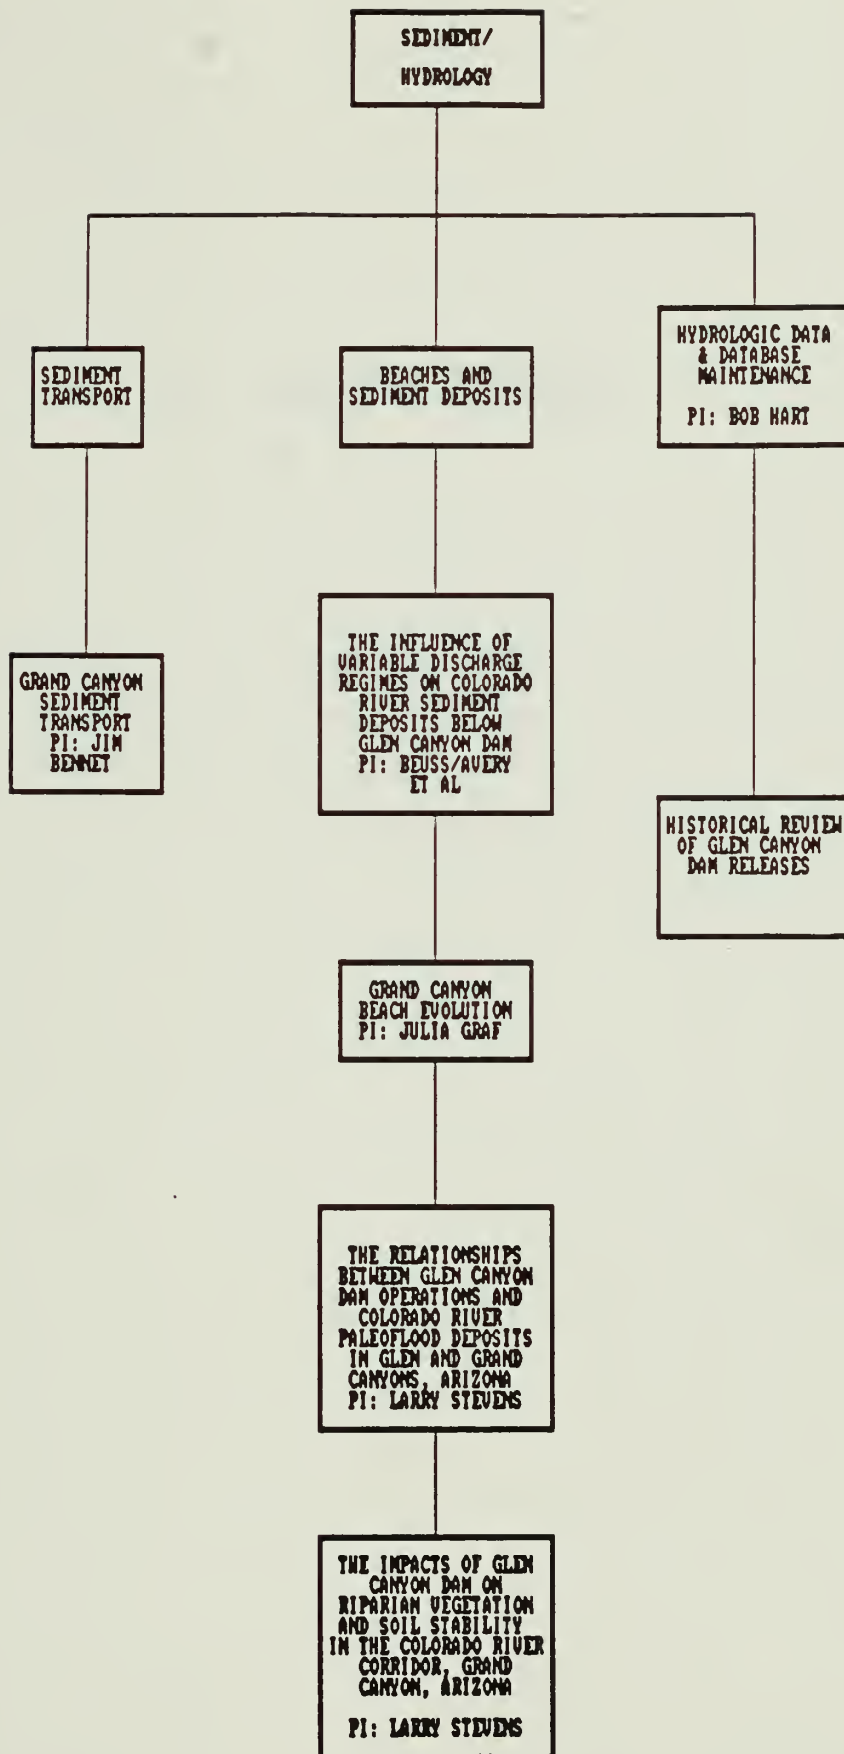 SEDIMENT/
HYDROLOGY
SEDIMENT
TRANSPORT
BEACHES AND
SEDIMENT DEPOSITS
HYDROLOGIC DATA
& DATABASE
MAINTENANCE
PI: BOB HART
THE INFLUENCE OF
VARIABLE DISCHARGE
REGIMES ON COLORADO
RIVER SEDIMENT
DEPOSITS BELOW
GLEN CANYON DAM
PI: BEUSS/AVERY
ET AL
GRAND CANYON
SEDIMENT
TRANSPORT
PI: JIM
BENNET
HISTORICAL REVIEW
OF GLEN CANYON
DAM RELEASES
GRAND CANYON
BEACH EVOLUTION
PI: JULIA GRAF
THE RELATIONSHIPS
BETWEEN GLEN CANYON
DAM OPERATIONS AND
COLORADO RIVER
PALEOFLOOD DEPOSITS
IN GLEN AND GRAND
CANYONS, ARIZONA
PI: LARRY STEVENS
THE IMPACTS OF GLEN
CANYON DAM ON
RIPARIAN VEGETATION
AND SOIL STABILITY
IN THE COLORADO RIVER
CORRIDOR, GRAND
CANYON, ARIZONA
PI: LARRY STEVENS